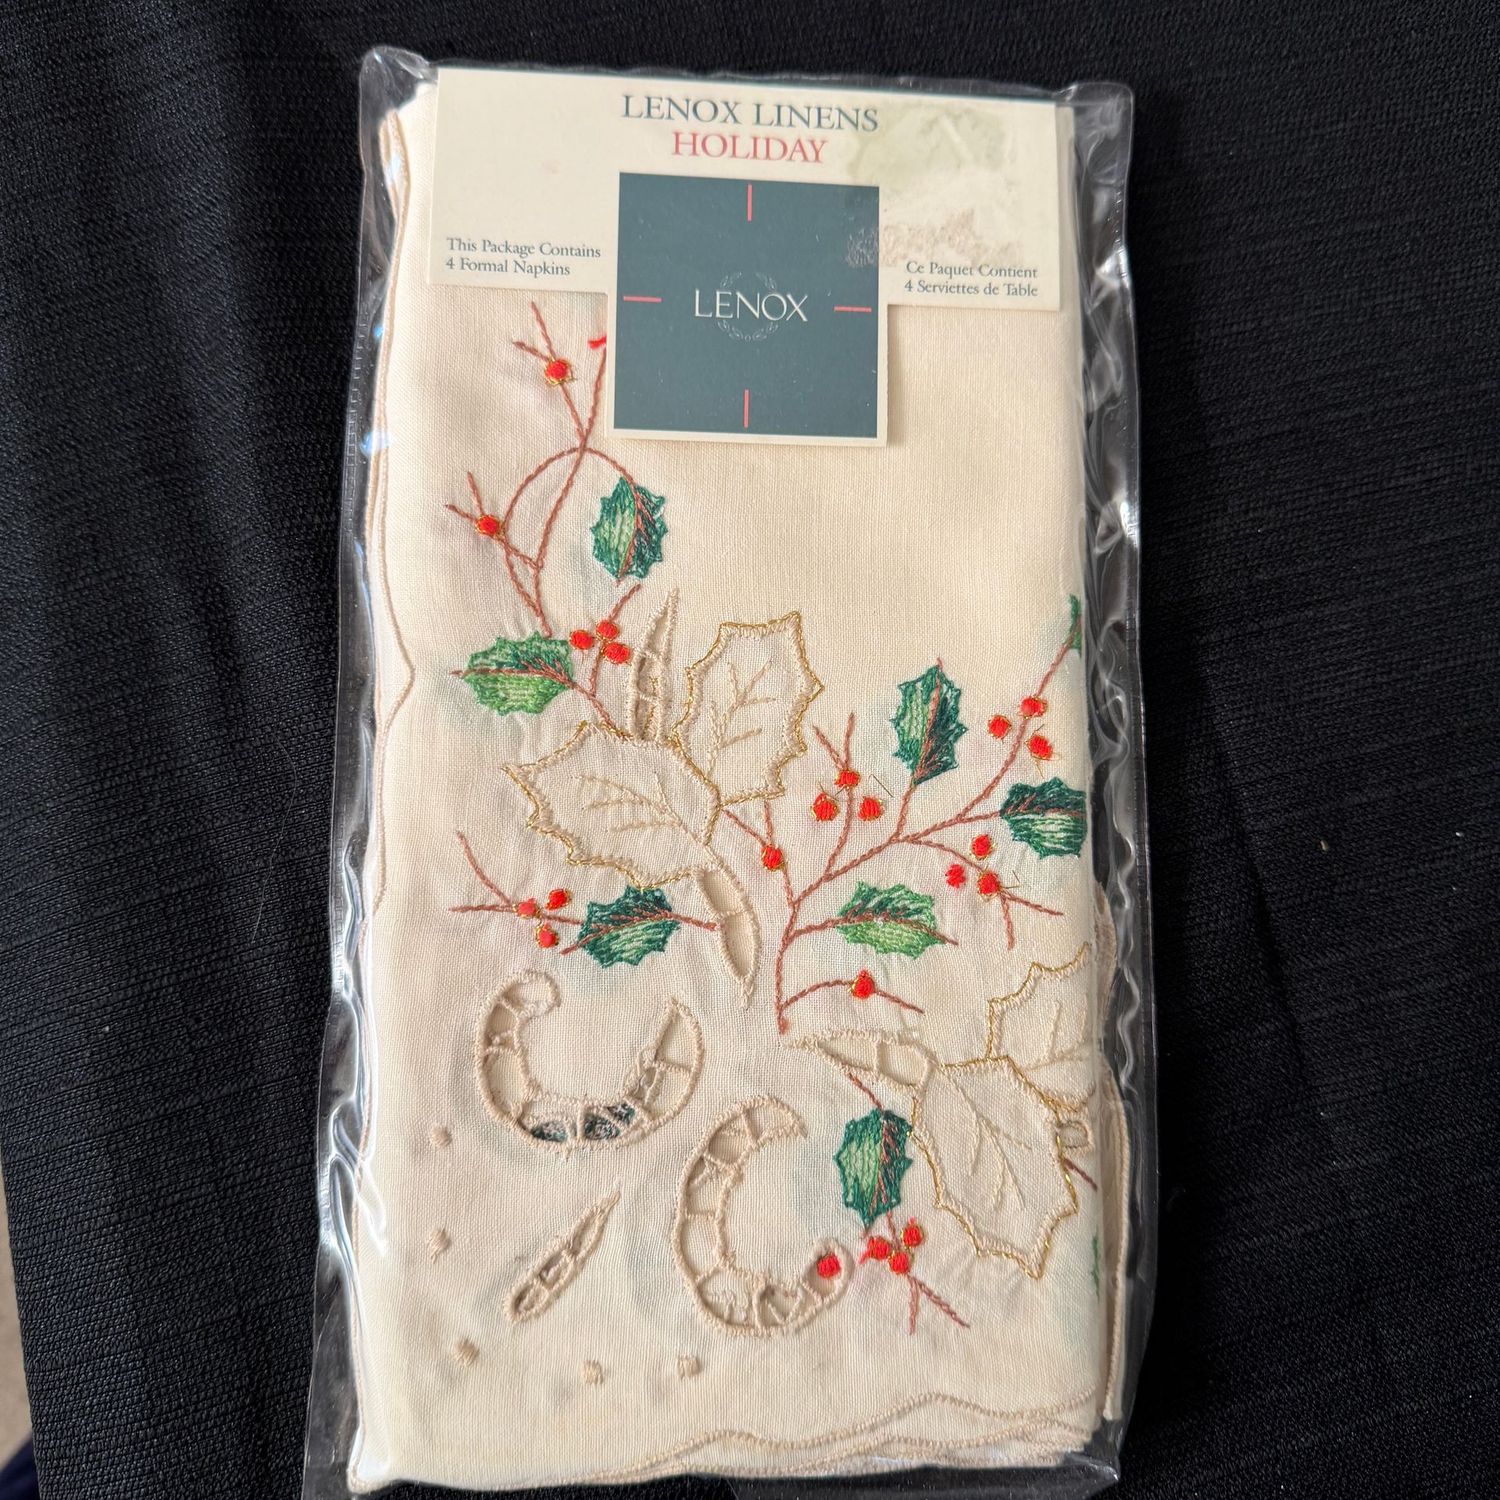 LENOX LINENS
HOLIDAY
This Package Contains
4 Formal Napkins
LENOX
Ce Paquet Contient
4 Serviettes de Table